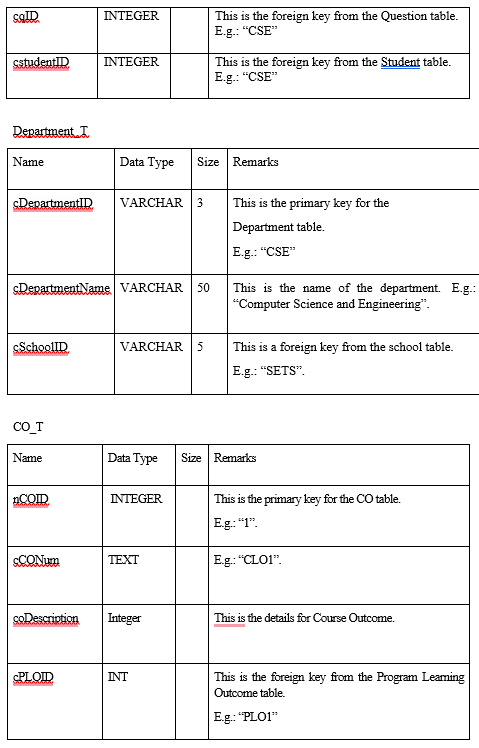 cqID INTEGER This is the foreign key from the Question table.
E.g.: “CSE”
cstudentID INTEGER This is the foreign key from the Student table.
E.g.: “CSE”
Department_T
Name Data Type Size Remarks
cDepartmentID VARCHAR 3 This is the primary key for the
Department table.
E.g.: “CSE”
cDepartmentName VARCHAR 50 This is the name of the department. E.g.:
“Computer Science and Engineering”.
cSchoolID VARCHAR 5 This is a foreign key from the school table.
E.g.: “SETS”.
CO_T
Name Data Type Size Remarks
nCOID INTEGER This is the primary key for the CO table.
E.g.: “1”.
cCONum TEXT E.g.: “CLO1”.
coDescription Integer This is the details for Course Outcome.
cPLOID INT This is the foreign key from the Program Learning
Outcome table.
E.g.: “PLO1”